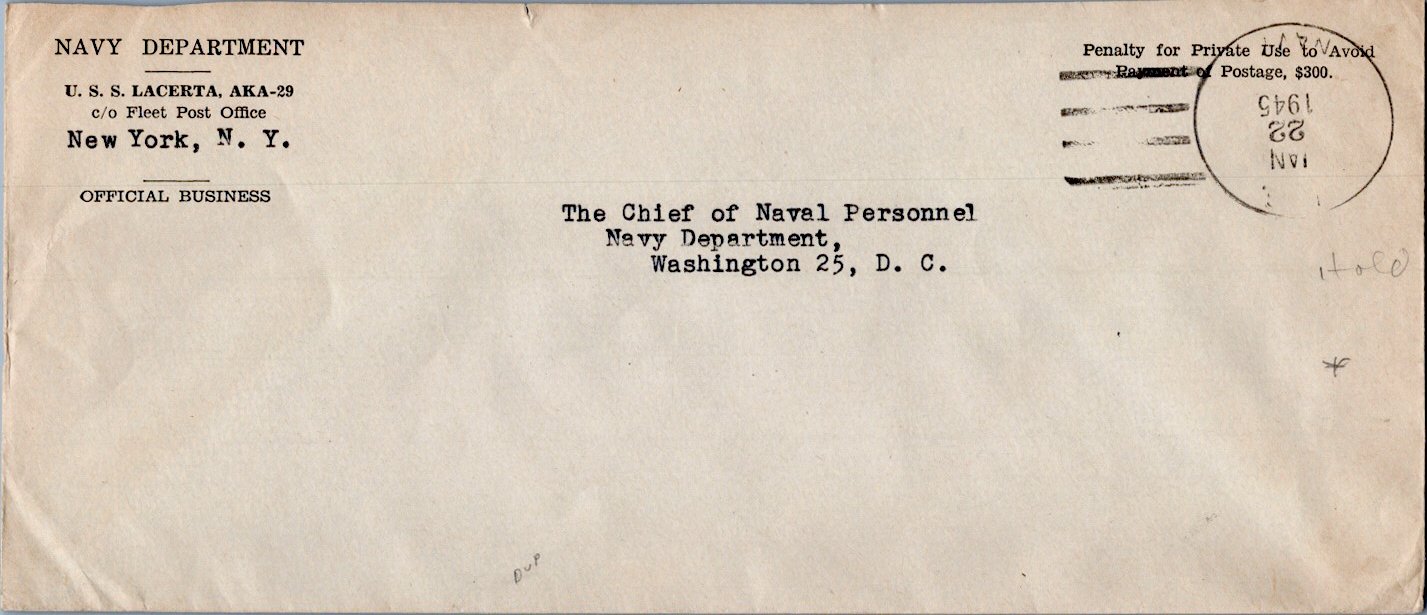 NAVY DEPARTMENT
U. S. S. LACERTA, AKA-29
c/o Fleet Post Office
New York, N. Y.
OFFICIAL BUSINESS
Penalty for Private Use to Avoid
Payment of Postage, $300.
NAVY
1945
22
JAN
The Chief of Naval Personnel
Navy Department,
Washington 25, D. C.
Hold
*
DUP